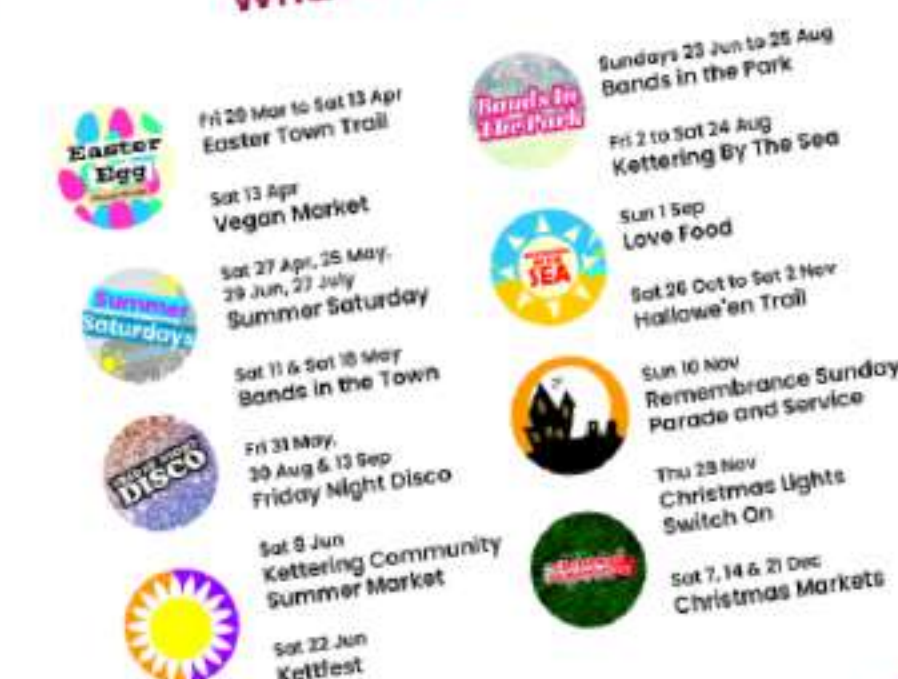 Easter
Egg
Fri 29 Mar to Sat 13 Apr
Easter Town Trail
Sat 13 Apr
Vegan Market
Summer
Saturdays
Sat 27 Apr, 25 May,
29 Jun, 27 July
Summer Saturday
Sat 11 & Sat 18 May
Bands in the Town
DISCO
Fri 31 May,
30 Aug & 13 Sep
Friday Night Disco
Sat 8 Jun
Kettering Community
Summer Market
Sat 22 Jun
Kettfest
Bands In
The Park
Sundays 23 Jun to 25 Aug
Bands in the Park
Fri 2 to Sat 24 Aug
Kettering By The Sea
SEA
Sun 1 Sep
Love Food
Sat 26 Oct to Sat 2 Nov
Hallowe'en Trail
Sun 10 Nov
Remembrance Sunday
Parade and Service
Thu 28 Nov
Christmas Lights
Switch On
Sat 7, 14 & 21 Dec
Christmas Markets